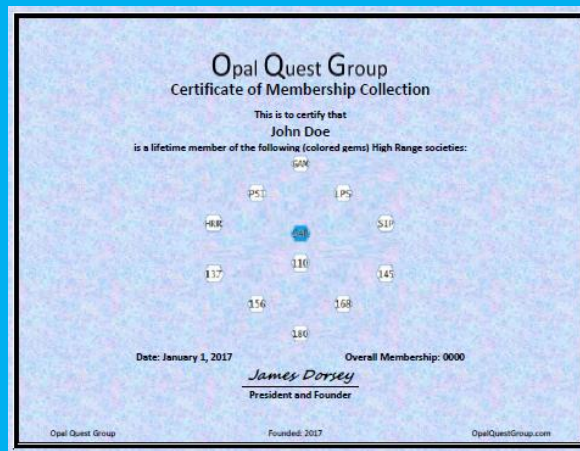 Opal Quest Group
Certificate of Membership Collection
This is to certify that
John Doe
is a lifetime member of the following (colored gems) High Range societies:
PSI LPS
HRR SIP
110
137 145
156 168
180
Date: January 1, 2017 Overall Membership: 0000
James Dorsey
President and Founder
Opal Quest Group Founded: 2017 OpalQuestGroup.com